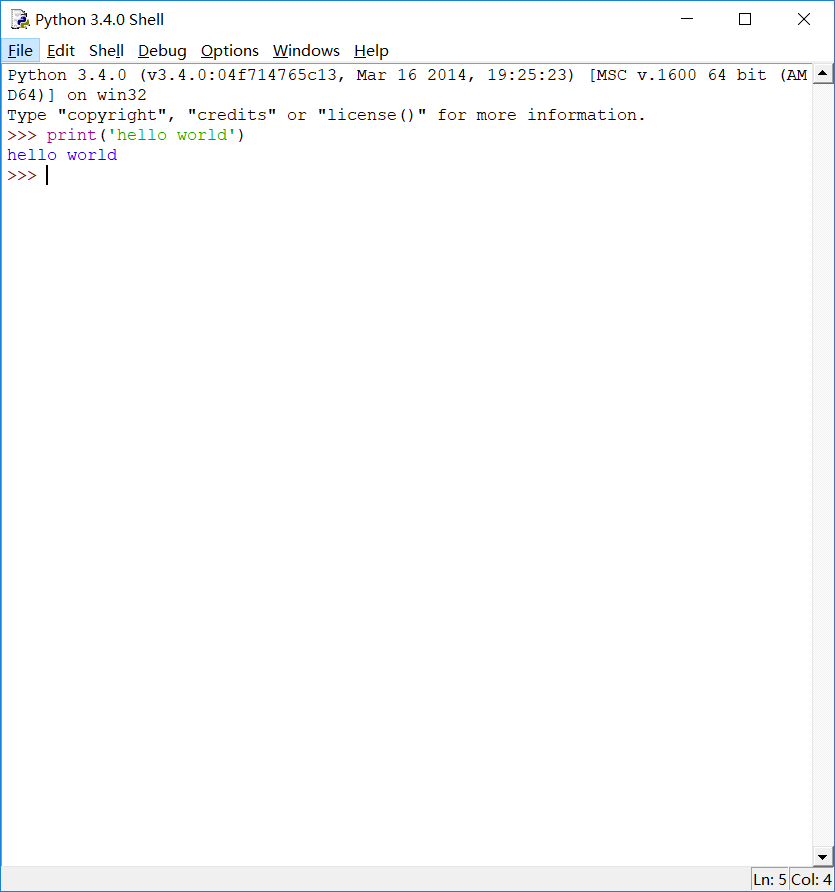 Python 3.4.0 Shell
File Edit Shell Debug Options Windows Help
Python 3.4.0 (v3.4.0:04f714765c13, Mar 16 2014, 19:25:23) [MSC v.1600 64 bit (AM
D64)] on win32
Type "copyright", "credits" or "license()" for more information.
>>> print('hello world')
hello world
>>>
Ln: 5 Col: 4